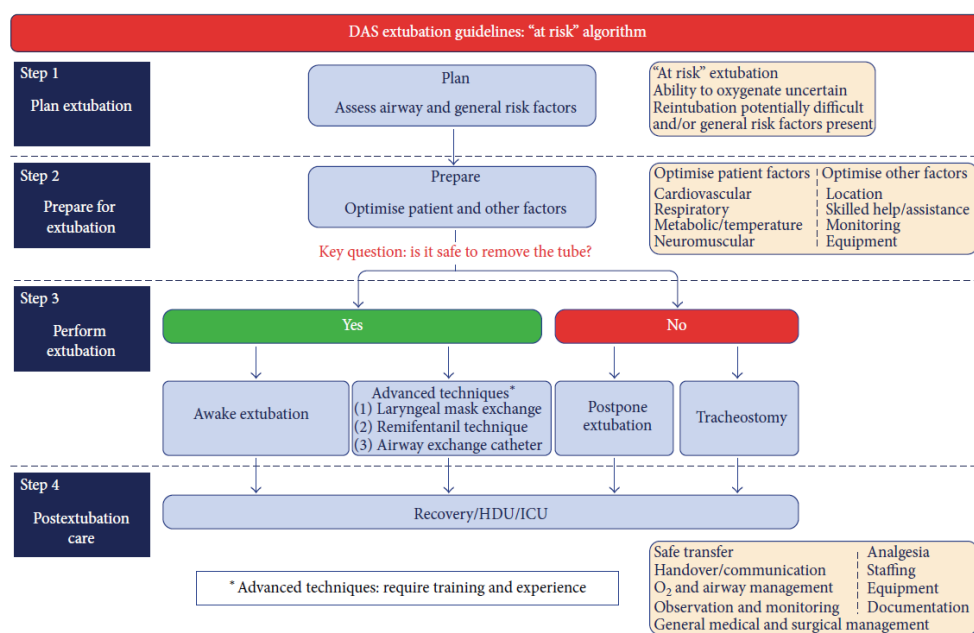 DAS extubation guidelines: “at risk” algorithm
Step 1
Plan extubation
Plan
Assess airway and general risk factors
“At risk” extubation
Ability to oxygenate uncertain
Reintubation potentially difficult
and/or general risk factors present
Step 2
Prepare for
extubation
Prepare
Optimise patient and other factors
Optimise patient factors
Cardiovascular
Respiratory
Metabolic/temperature
Neuromuscular
Optimise other factors
Location
Skilled help/assistance
Monitoring
Equipment
Key question: is it safe to remove the tube?
Step 3
Perform
extubation
Yes
No
Awake extubation
Advanced techniques*
(1) Laryngeal mask exchange
(2) Remifentanil technique
(3) Airway exchange catheter
Postpone
extubation
Tracheostomy
Step 4
Postextubation
care
Recovery/HDU/ICU
Safe transfer
Handover/communication
O₂ and airway management
Observation and monitoring
General medical and surgical management
Analgesia
Staffing
Equipment
Documentation
* Advanced techniques: require training and experience